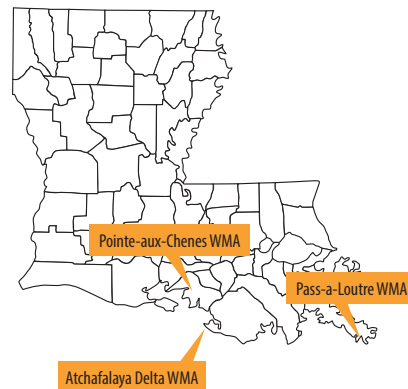 Pointe-aux-Chenes WMA
Pass-a-Loutre WMA
Atchafalaya Delta WMA